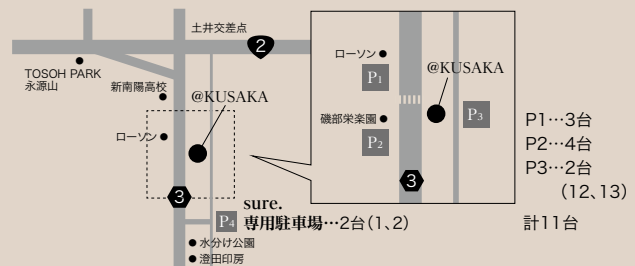 土井交差点
2
TOSOH PARK
永源山
新南陽高校
@KUSAKA
ローソン
3
P4
sure.
専用駐車場…2台(1、2)
水分け公園
澄田印房
ローソン
P1
@KUSAKA
磯部栄楽園
P2
P3
3
P1…3台
P2…4台
P3…2台
(12、13)
計11台